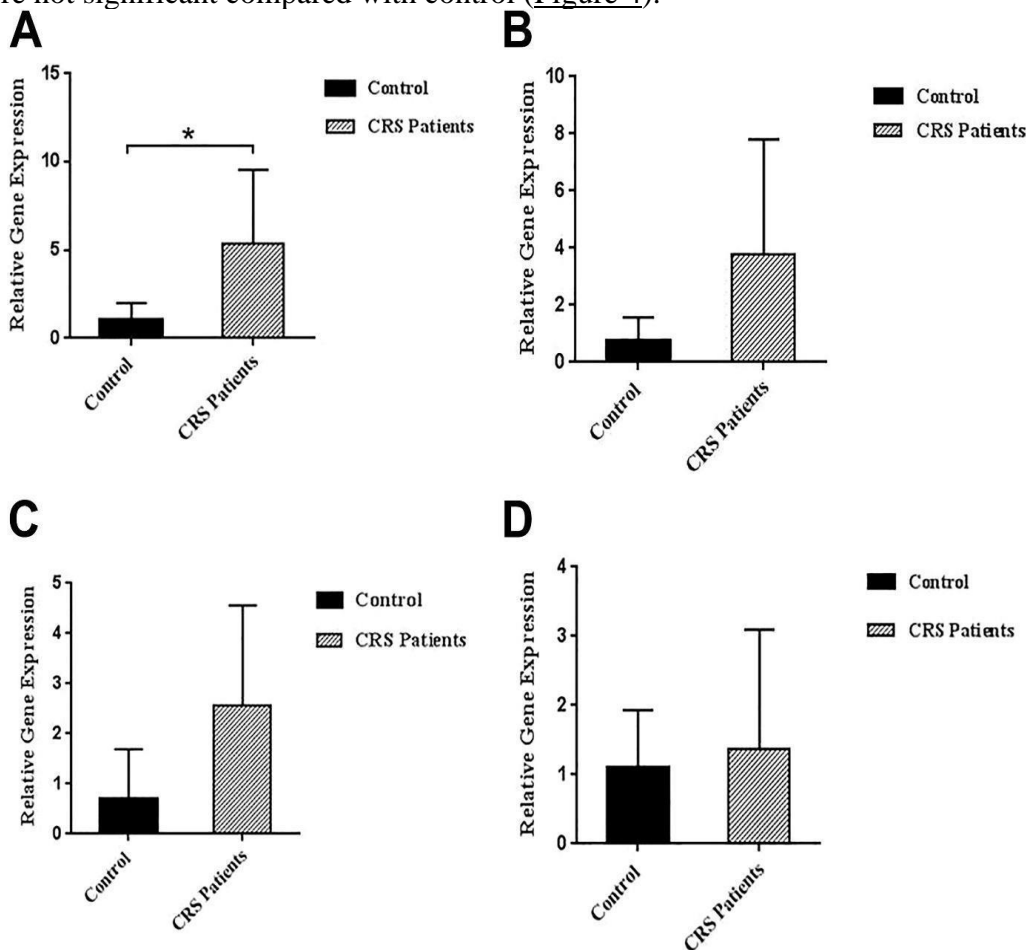 re not significant compared with control (Figure 4).
A
Relative Gene Expression
15
10
5
0
*
Control
CRS Patients
Control
CRS Patients
B
Relative Gene Expression
10
8
6
4
2
0
Control
CRS Patients
Control
CRS Patients
C
Relative Gene Expression
5
4
3
2
1
0
Control
CRS Patients
Control
CRS Patients
D
Relative Gene Expression
4
3
2
1
0
Control
CRS Patients
Control
CRS Patients